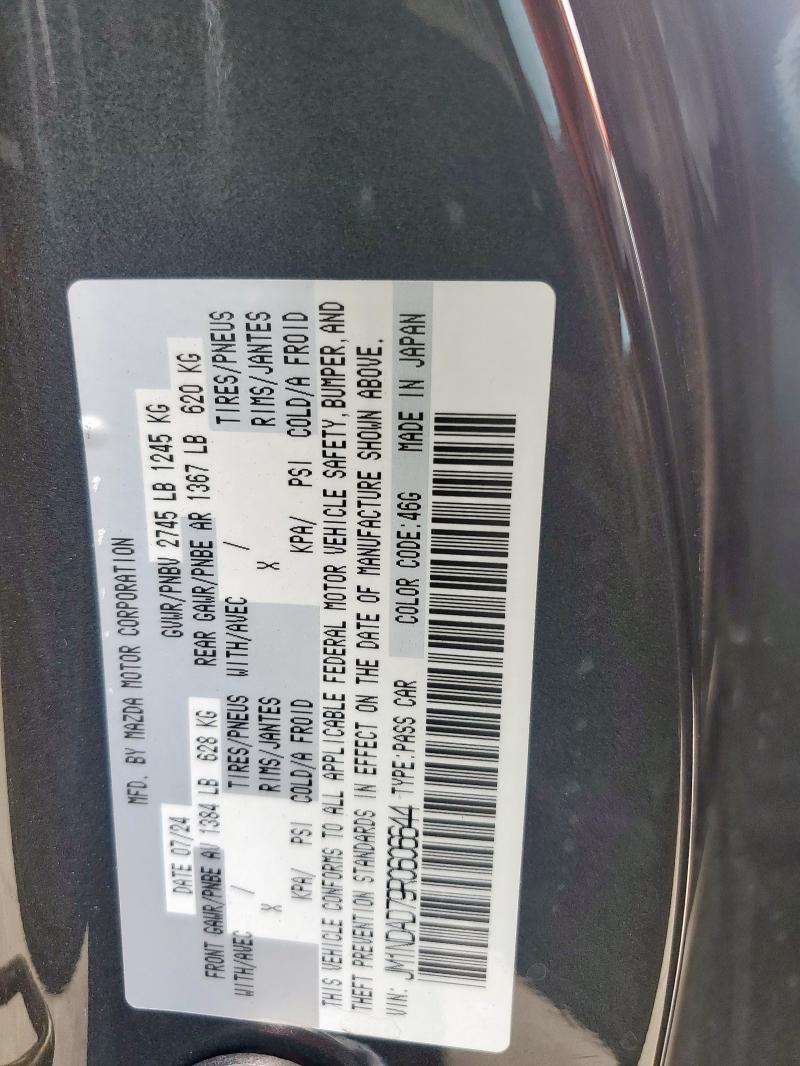 MFD. BY MAZDA MOTOR CORPORATION
DATE 07/24 GVWR/PNBV 2745 LB 1245 KG
FRONT GAWR/PNBE AV 1384 LB 628 KG REAR GAWR/PNBE AR 1367 LB 620 KG
WITH/AVEC / TIRES/PNEUS WITH/AVEC / TIRES/PNEUS
X RIMS/JANTES X RIMS/JANTES
KPA/ PSI COLD/A FROID KPA/ PSI COLD/A FROID
THIS VEHICLE CONFORMS TO ALL APPLICABLE FEDERAL MOTOR VEHICLE SAFETY, BUMPER, AND
THEFT PREVENTION STANDARDS IN EFFECT ON THE DATE OF MANUFACTURE SHOWN ABOVE.
VIN: JM1NDAD79R0606644 TYPE:PASS CAR COLOR CODE:46G MADE IN JAPAN